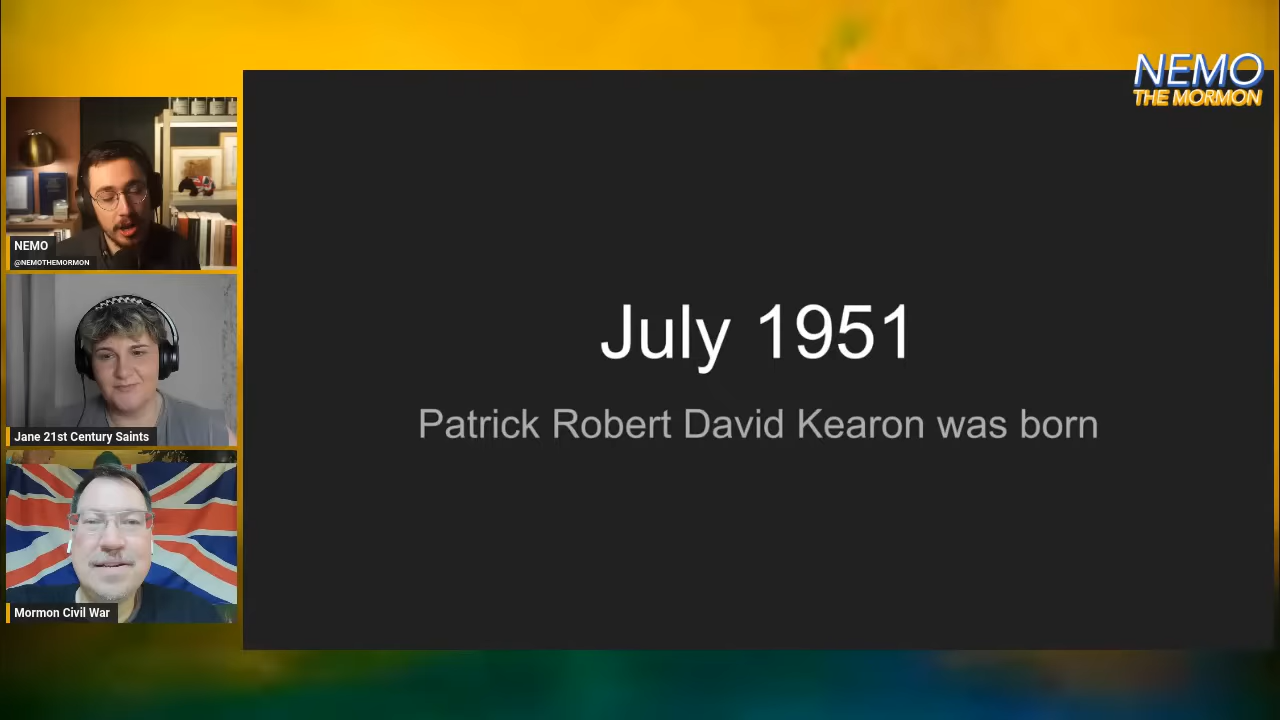 NEMO
THE MORMON
NEMO
@NEMOTHEMORMON
Jane 21st Century Saints
Mormon Civil War
July 1951
Patrick Robert David Kearon was born